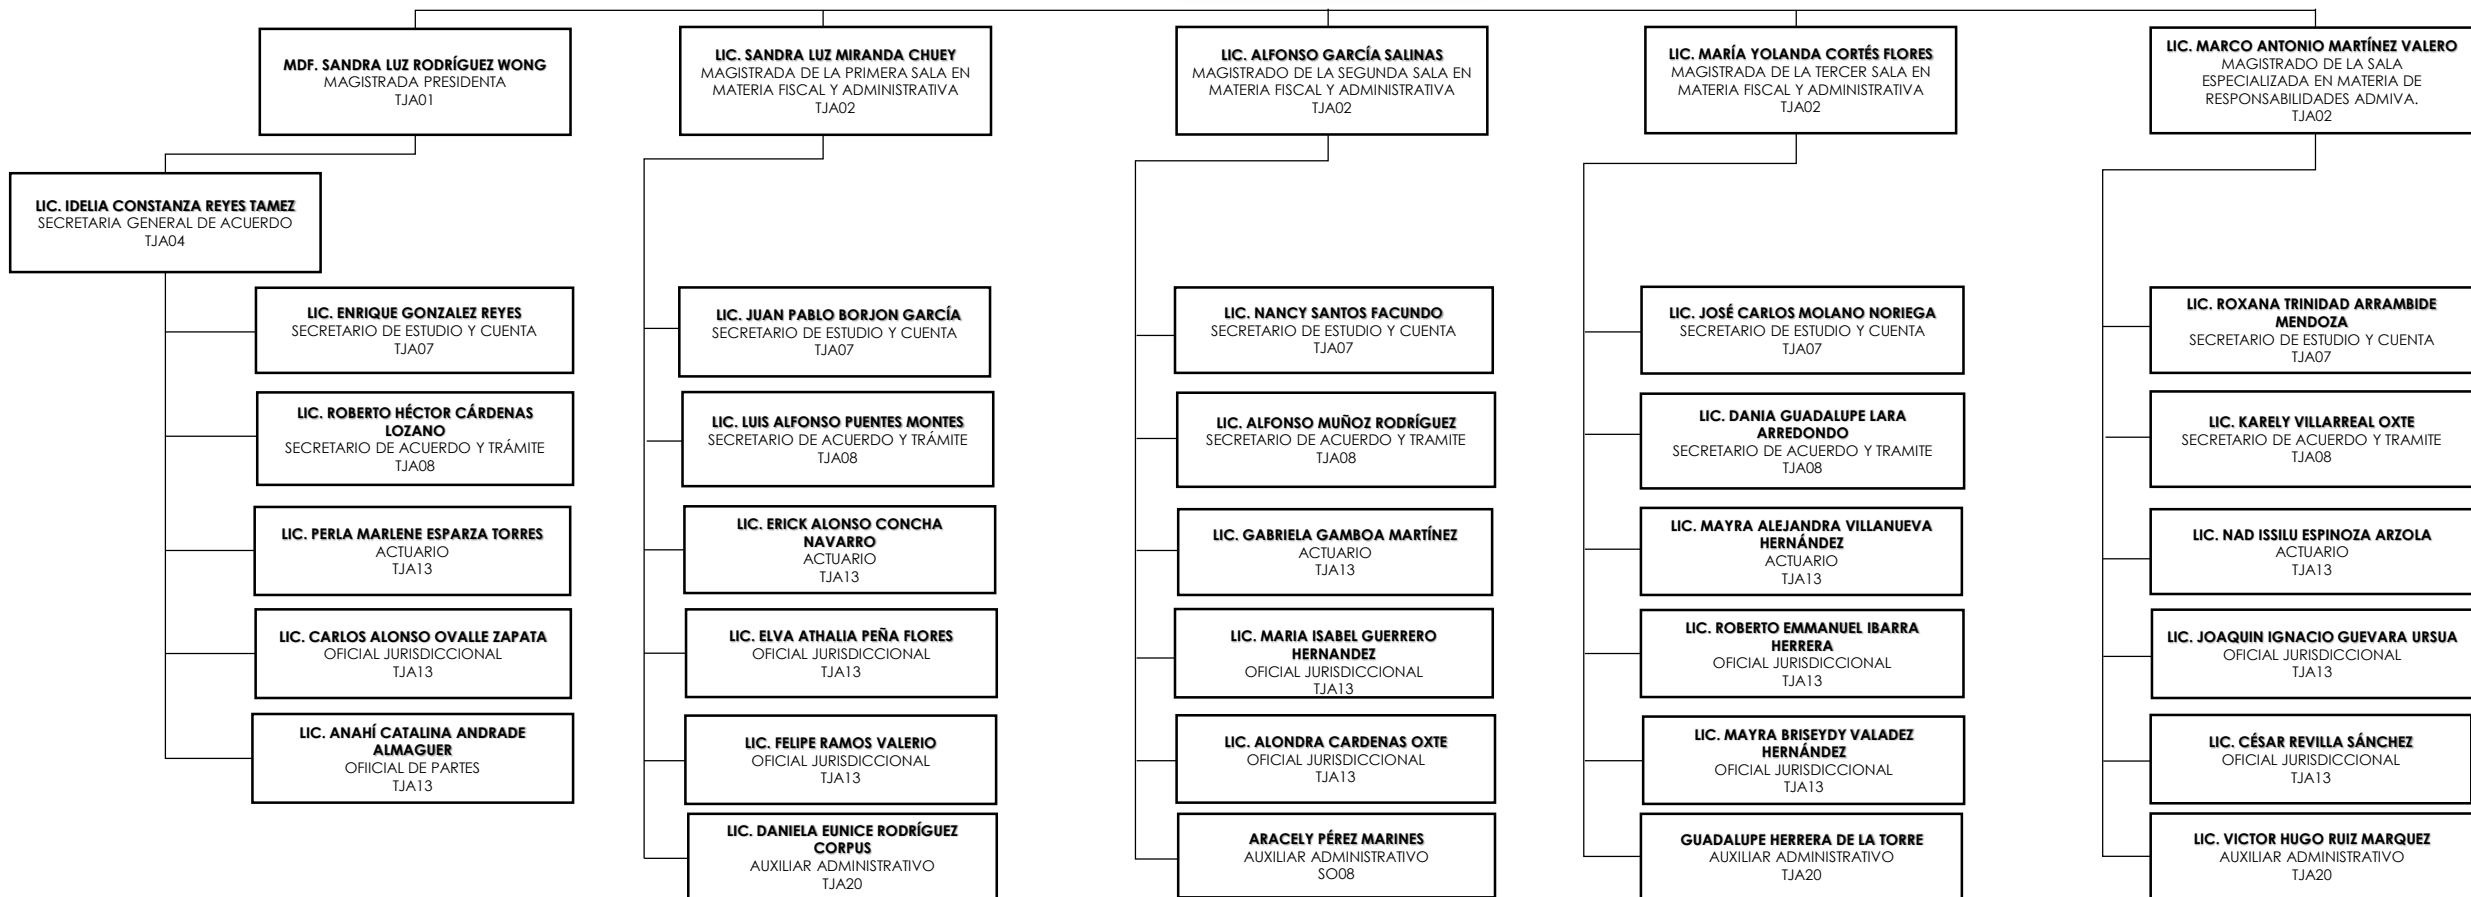 MDF. SANDRA LUZ RODRÍGUEZ WONG
MAGISTRADA PRESIDENTA
TJA01
LIC. SANDRA LUZ MIRANDA CHUEY
MAGISTRADA DE LA PRIMERA SALA EN
MATERIA FISCAL Y ADMINISTRATIVA
TJA02
LIC. ALFONSO GARCÍA SALINAS
MAGISTRADO DE LA SEGUNDA SALA EN
MATERIA FISCAL Y ADMINISTRATIVA
TJA02
LIC. MARÍA YOLANDA CORTÉS FLORES
MAGISTRADA DE LA TERCER SALA EN
MATERIA FISCAL Y ADMINISTRATIVA
TJA02
LIC. MARCO ANTONIO MARTÍNEZ VALERO
MAGISTRADO DE LA SALA
ESPECIALIZADA EN MATERIA DE
RESPONSABILIDADES ADMIVA.
TJA02
LIC. IDELIA CONSTANZA REYES TAMEZ
SECRETARIA GENERAL DE ACUERDO
TJA04
LIC. ENRIQUE GONZALEZ REYES
SECRETARIO DE ESTUDIO Y CUENTA
TJA07
LIC. JUAN PABLO BORJON GARCÍA
SECRETARIO DE ESTUDIO Y CUENTA
TJA07
LIC. NANCY SANTOS FACUNDO
SECRETARIO DE ESTUDIO Y CUENTA
TJA07
LIC. JOSÉ CARLOS MOLANO NORIEGA
SECRETARIO DE ESTUDIO Y CUENTA
TJA07
LIC. ROXANA TRINIDAD ARRAMBIDE
MENDOZA
SECRETARIO DE ESTUDIO Y CUENTA
TJA07
LIC. ROBERTO HÉCTOR CÁRDENAS
LOZANO
SECRETARIO DE ACUERDO Y TRÁMITE
TJA08
LIC. LUIS ALFONSO PUENTES MONTES
SECRETARIO DE ACUERDO Y TRÁMITE
TJA08
LIC. ALFONSO MUÑOZ RODRÍGUEZ
SECRETARIO DE ACUERDO Y TRAMITE
TJA08
LIC. DANIA GUADALUPE LARA
ARREDONDO
SECRETARIO DE ACUERDO Y TRAMITE
TJA08
LIC. KARELY VILLARREAL OXTE
SECRETARIO DE ACUERDO Y TRAMITE
TJA08
LIC. PERLA MARLENE ESPARZA TORRES
ACTUARIO
TJA13
LIC. ERICK ALONSO CONCHA
NAVARRO
ACTUARIO
TJA13
LIC. GABRIELA GAMBOA MARTÍNEZ
ACTUARIO
TJA13
LIC. MAYRA ALEJANDRA VILLANUEVA
HERNÁNDEZ
ACTUARIO
TJA13
LIC. NAD ISSILU ESPINOZA ARZOLA
ACTUARIO
TJA13
LIC. CARLOS ALONSO OVALLE ZAPATA
OFICIAL JURISDICCIONAL
TJA13
LIC. ELVA ATHALIA PEÑA FLORES
OFICIAL JURISDICCIONAL
TJA13
LIC. MARIA ISABEL GUERRERO
HERNANDEZ
OFICIAL JURISDICCIONAL
TJA13
LIC. ROBERTO EMMANUEL IBARRA
HERRERA
OFICIAL JURISDICCIONAL
TJA13
LIC. JOAQUIN IGNACIO GUEVARA URSUA
OFICIAL JURISDICCIONAL
TJA13
LIC. ANAHÍ CATALINA ANDRADE
ALMAGUER
OFIICIAL DE PARTES
TJA13
LIC. FELIPE RAMOS VALERIO
OFICIAL JURISDICCIONAL
TJA13
LIC. ALONDRA CARDENAS OXTE
OFICIAL JURISDICCIONAL
TJA13
LIC. MAYRA BRISEYDY VALADEZ
HERNÁNDEZ
OFICIAL JURISDICCIONAL
TJA13
LIC. CÉSAR REVILLA SÁNCHEZ
OFICIAL JURISDICCIONAL
TJA13
LIC. DANIELA EUNICE RODRÍGUEZ
CORPUS
AUXILIAR ADMINISTRATIVO
TJA20
ARACELY PÉREZ MARINES
AUXILIAR ADMINISTRATIVO
SO08
GUADALUPE HERRERA DE LA TORRE
AUXILIAR ADMINISTRATIVO
TJA20
LIC. VICTOR HUGO RUIZ MARQUEZ
AUXILIAR ADMINISTRATIVO
TJA20